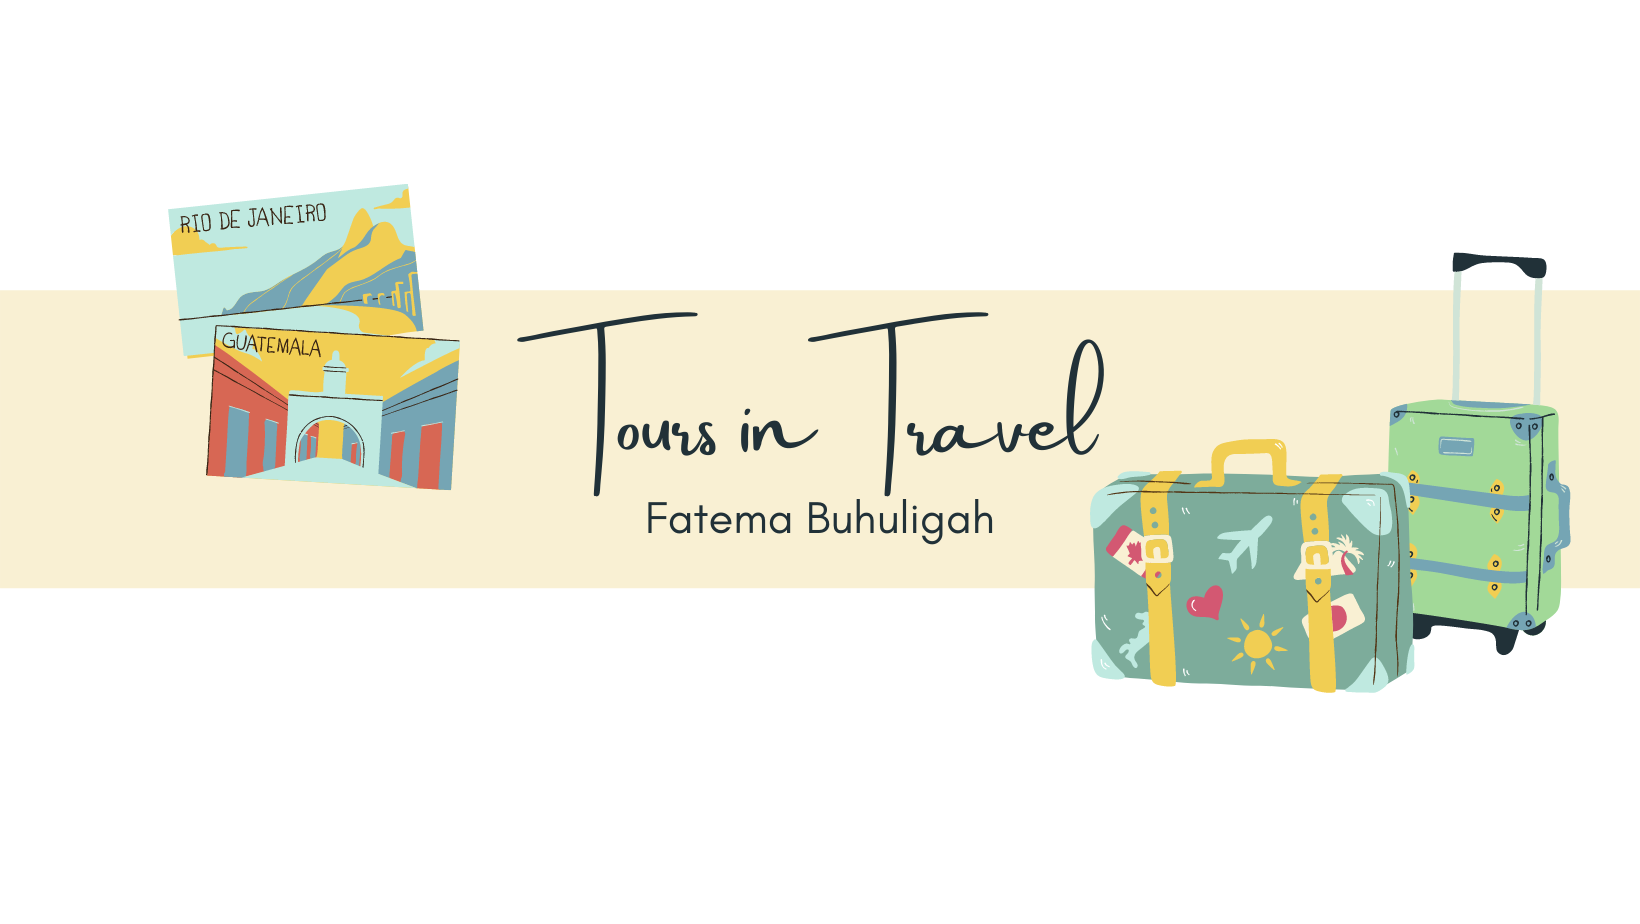 RIO DE JANEIRO
GUATEMALA
Tours in Travel
Fatema Buhuligah